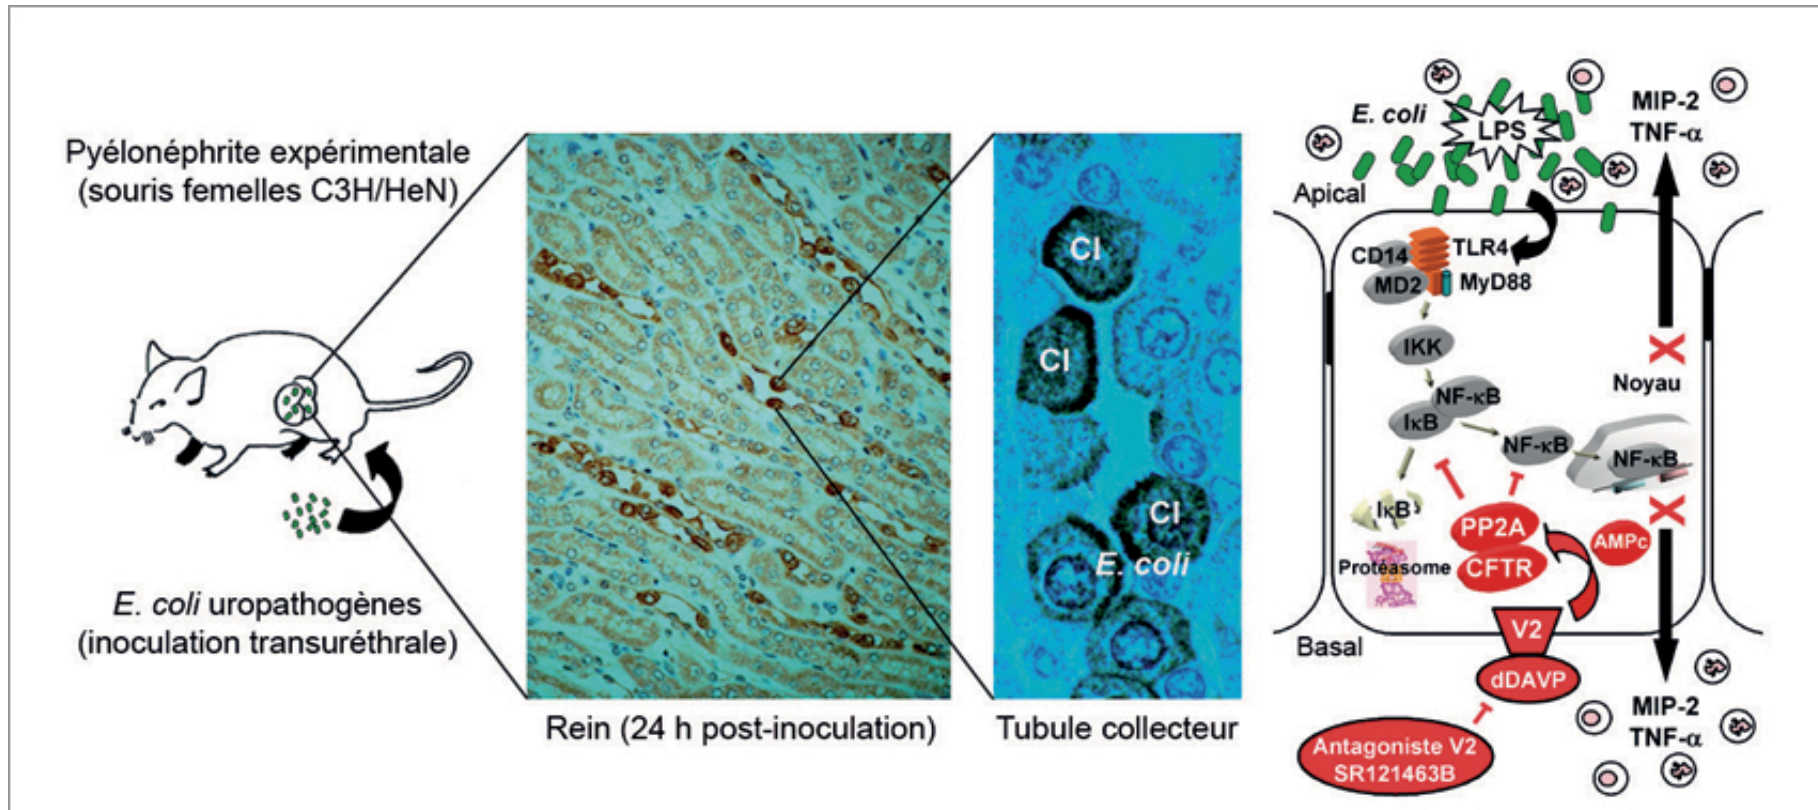 Pyélonéphrite expérimentale
(souris femelles C3H/HeN)
E. coli uropathogènes
(inoculation transuréthrale)
Rein (24 h post-inoculation)
CI
CI
CI
E. coli
Tubule collecteur
E. coli
LPS
MIP-2
TNF-α
Apical
CD14
TLR4
MD2
MyD88
IKK
Noyau
NF-κB
IκB
NF-κB
NF-κB
IκB
PP2A
AMPc
Protéasome
CFTR
V2
Basal
dDAVP
MIP-2
TNF-α
Antagoniste V2
SR121463B